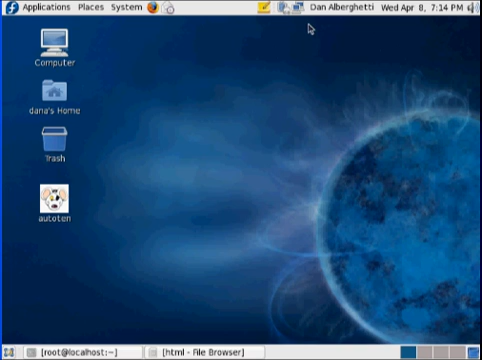 Applications Places System Dan Alberghetti Wed Apr 8, 7:14 PM
Computer
dana's Home
Trash
autoten
[root@localhost:~] [html - File Browser]